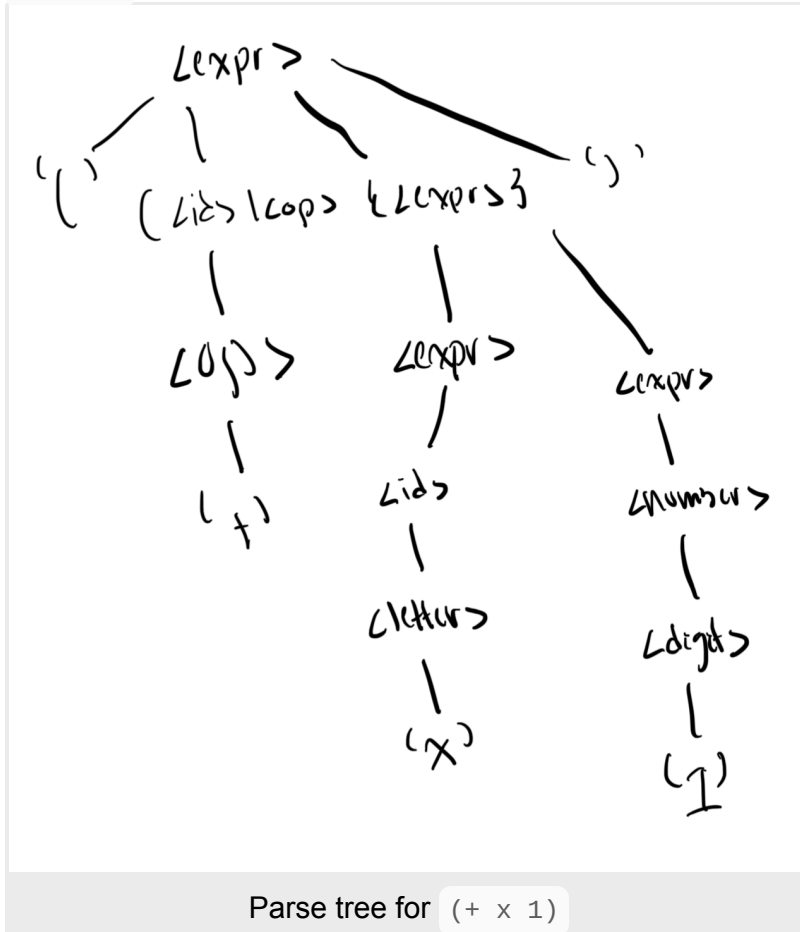 <expr>
'(' (<id>|<op> {<expr>} ')'
<op> <expr> <expr>
<id> <number>
'+' <letter> <digit>
'x' '1'
Parse tree for (+ x 1)